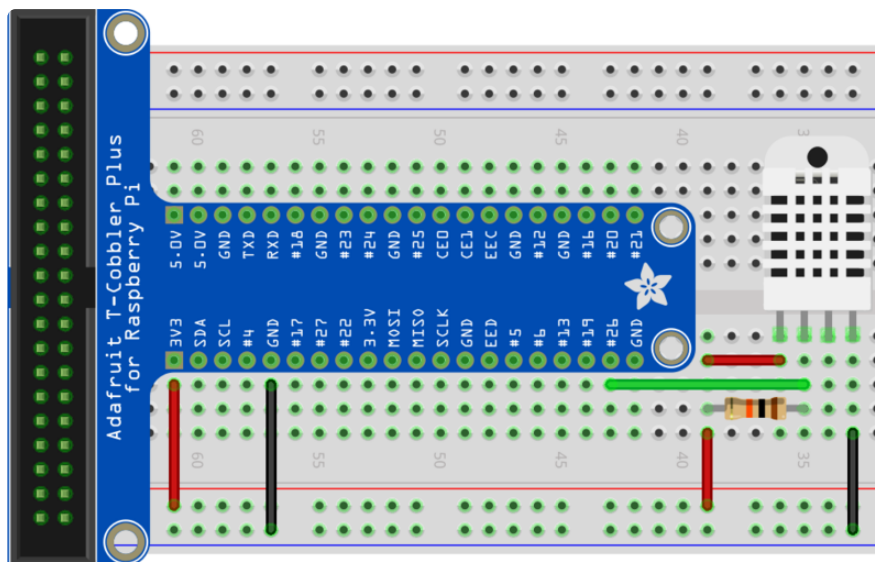 Adafruit T-Cobbler Plus
for Raspberry Pi
60 55 50 45 40
5.0V 5.0V GND TXD RXD #18 GND #23 #24 GND #25 CE0 CE1 EEC GND #12 GND #16 #20 #21
3V3 SDA SCL #4 GND #17 #27 #22 3.3V MOSI MISO SCLK GND EED #5 #6 #13 #19 #26 GND
60 55 50 45 40 35